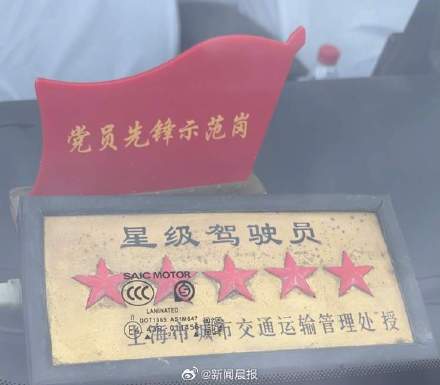 党员先锋示范岗
星级驾驶员
SAIC MOTOR
CCC
S
LAMINATED
上海市城市交通运输管理处 授
@新闻晨报